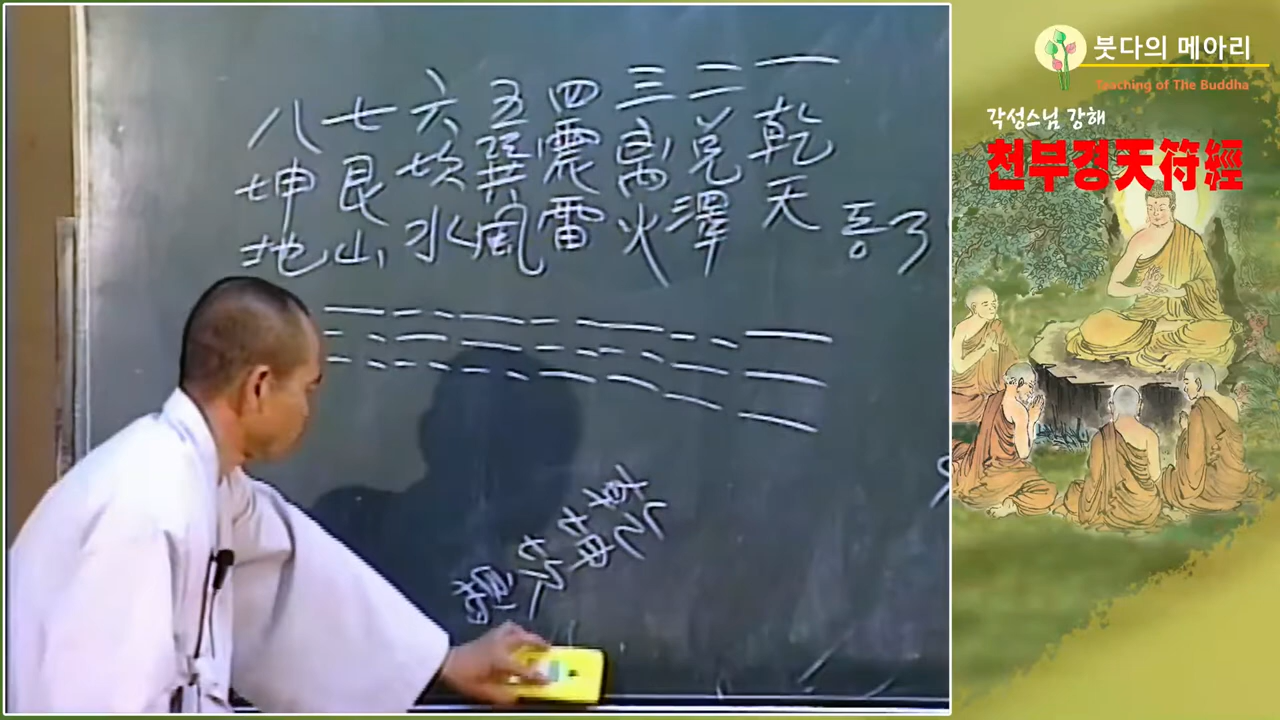 一乾天
二兌澤
三离火
四震雷
五巽風
六坎水
七艮山
八坤地
붓다의 메아리
Teaching of The Buddha
각성스님 강해
천부경天符經